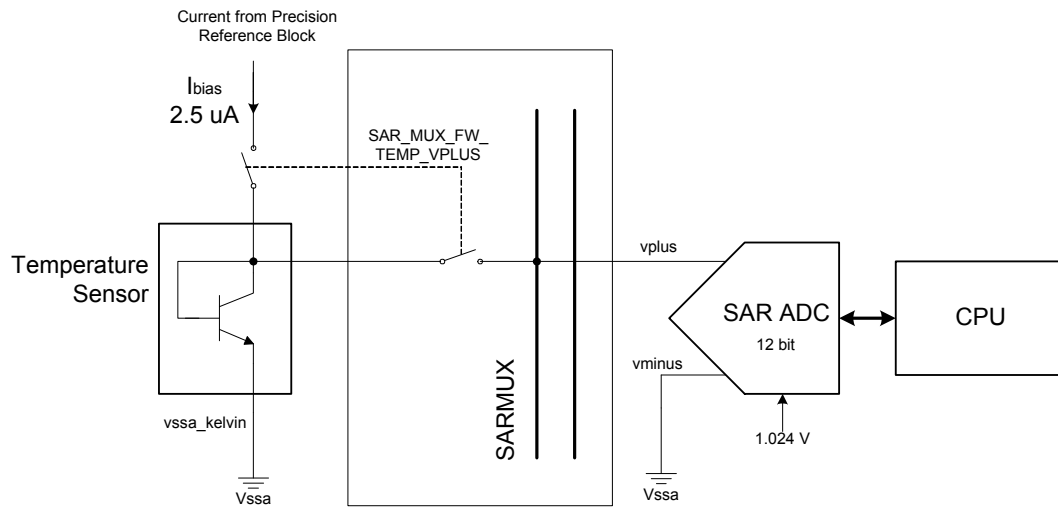 Current from Precision
Reference Block
Ibias
2.5 uA
SAR_MUX_FW_
TEMP_VPLUS
Temperature
Sensor
vssa_kelvin
Vssa
SARMUX
vplus
vminus
SAR ADC
12 bit
1.024 V
Vssa
CPU